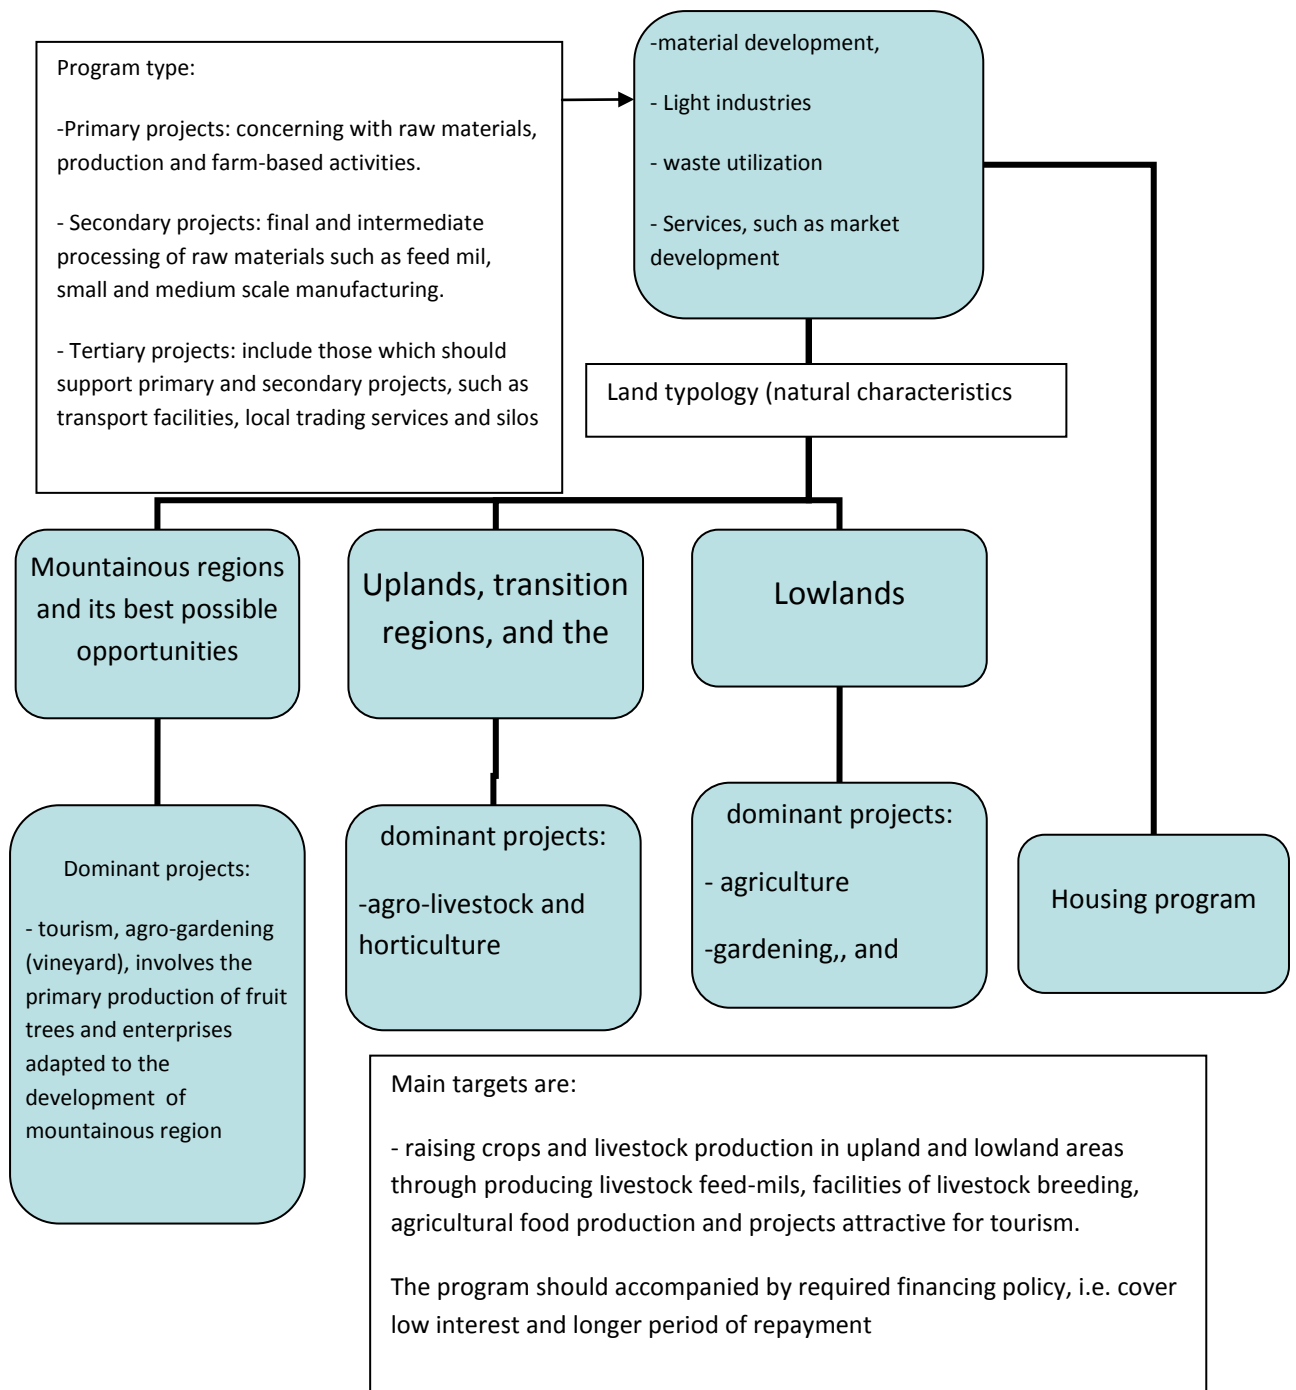 Program type:
-Primary projects: concerning with raw materials,
production and farm-based activities.
- Secondary projects: final and intermediate
processing of raw materials such as feed mil,
small and medium scale manufacturing.
- Tertiary projects: include those which should
support primary and secondary projects, such as
transport facilities, local trading services and silos
-material development,
- Light industries
- waste utilization
- Services, such as market
development
Land typology (natural characteristics
Mountainous regions
and its best possible
opportunities
Uplands, transition
regions, and the
Lowlands
Dominant projects:
- tourism, agro-gardening
(vineyard), involves the
primary production of fruit
trees and enterprises
adapted to the
development of
mountainous region
dominant projects:
-agro-livestock and
horticulture
dominant projects:
- agriculture
-gardening,, and
Housing program
Main targets are:
- raising crops and livestock production in upland and lowland areas
through producing livestock feed-mils, facilities of livestock breeding,
agricultural food production and projects attractive for tourism.
The program should accompanied by required financing policy, i.e. cover
low interest and longer period of repayment